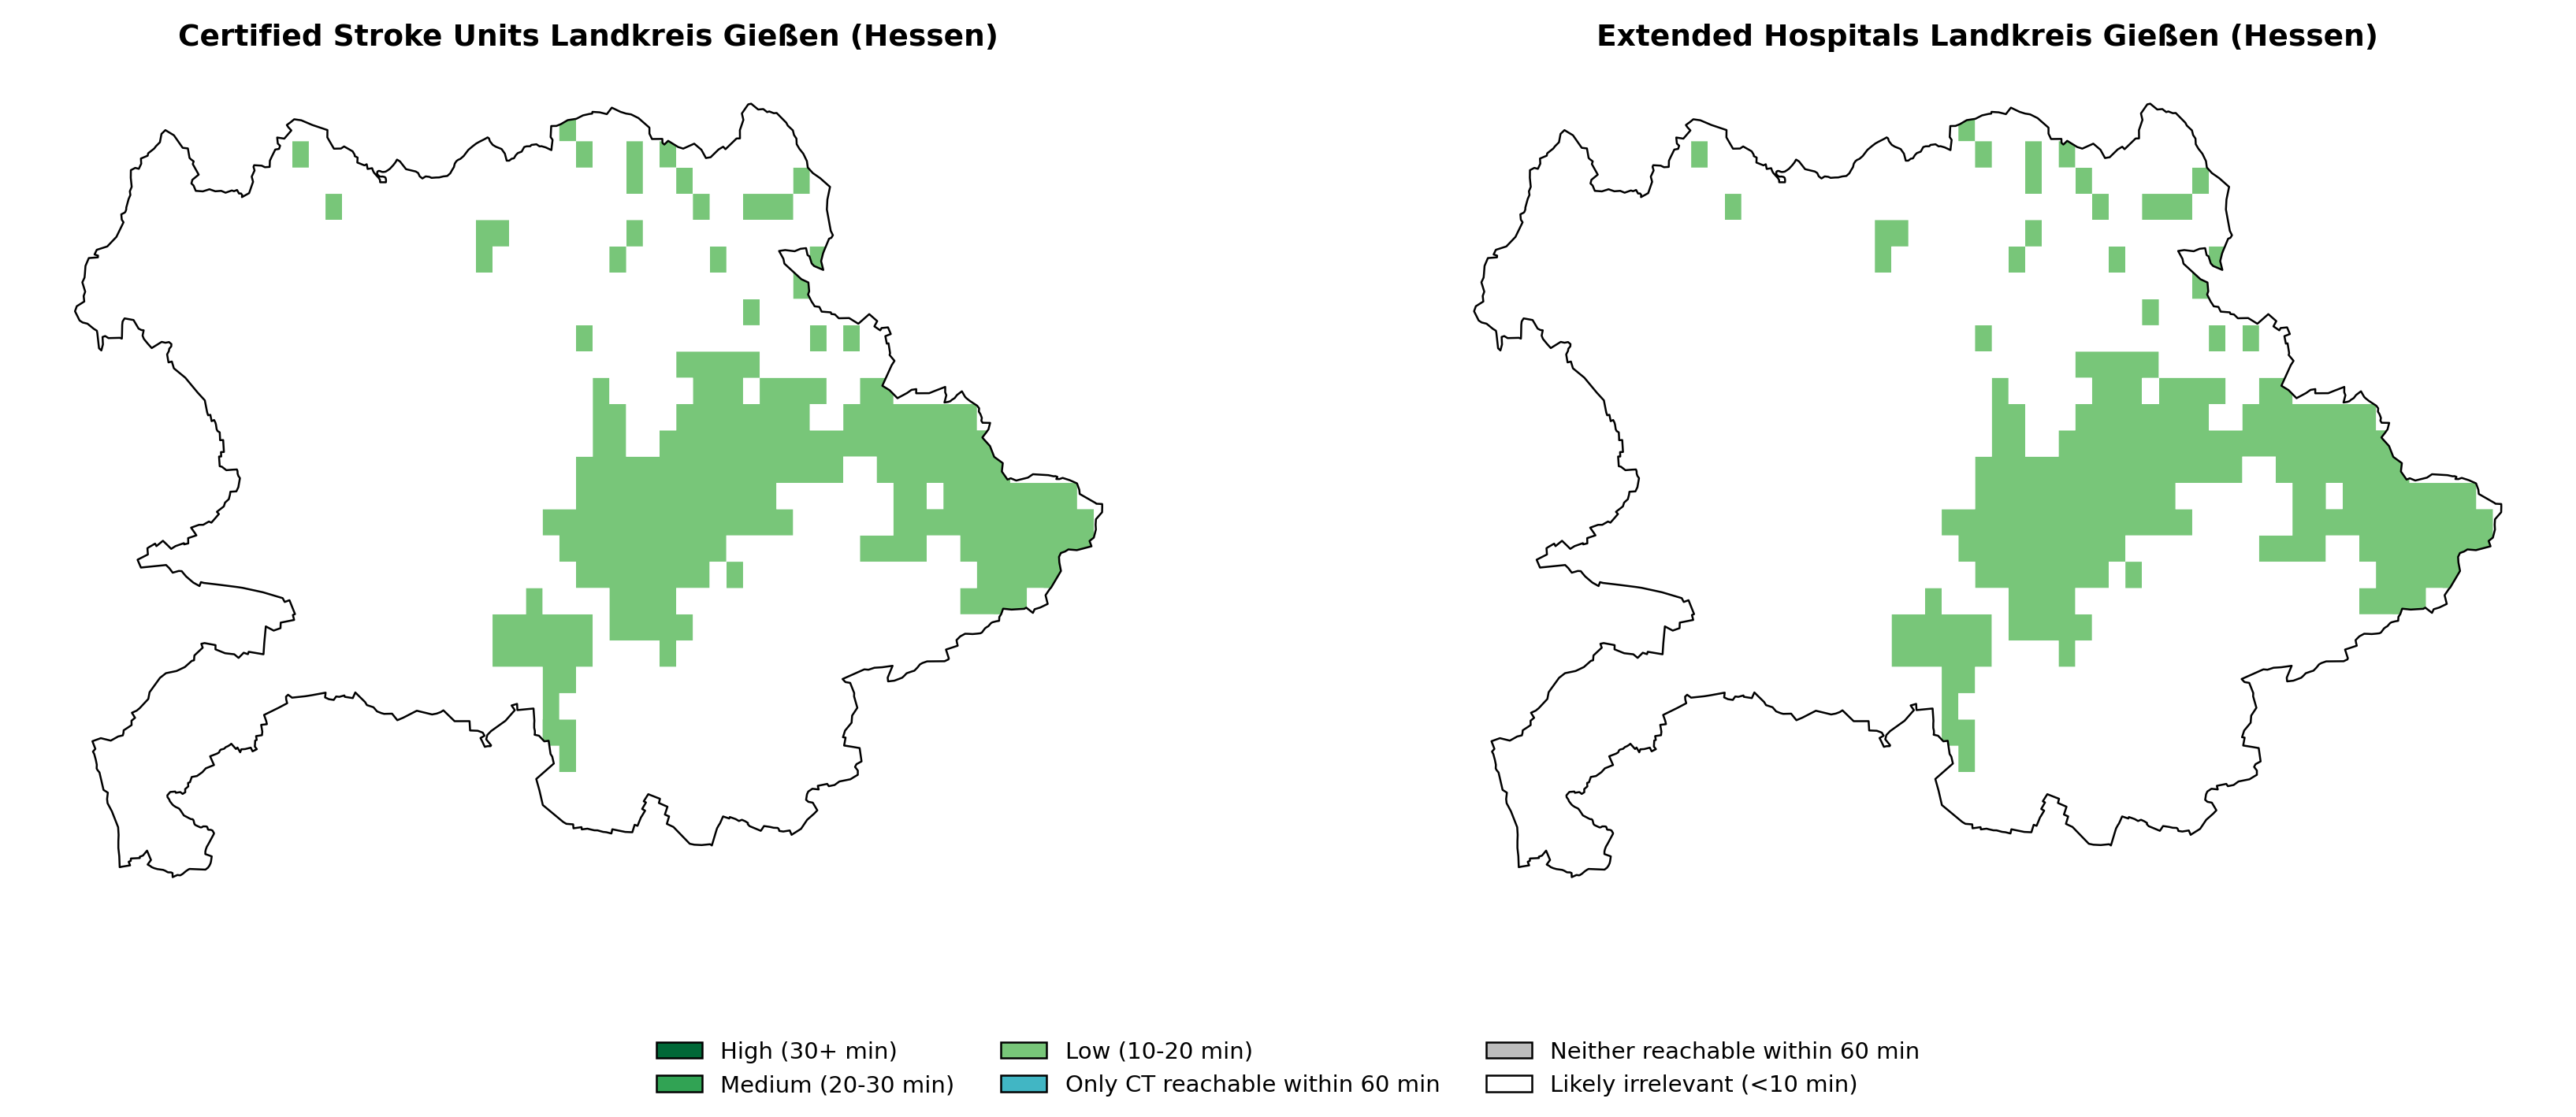 Certified Stroke Units Landkreis Gießen (Hessen)
Extended Hospitals Landkreis Gießen (Hessen)
High (30+ min)
Medium (20-30 min)
Low (10-20 min)
Only CT reachable within 60 min
Neither reachable within 60 min
Likely irrelevant (<10 min)